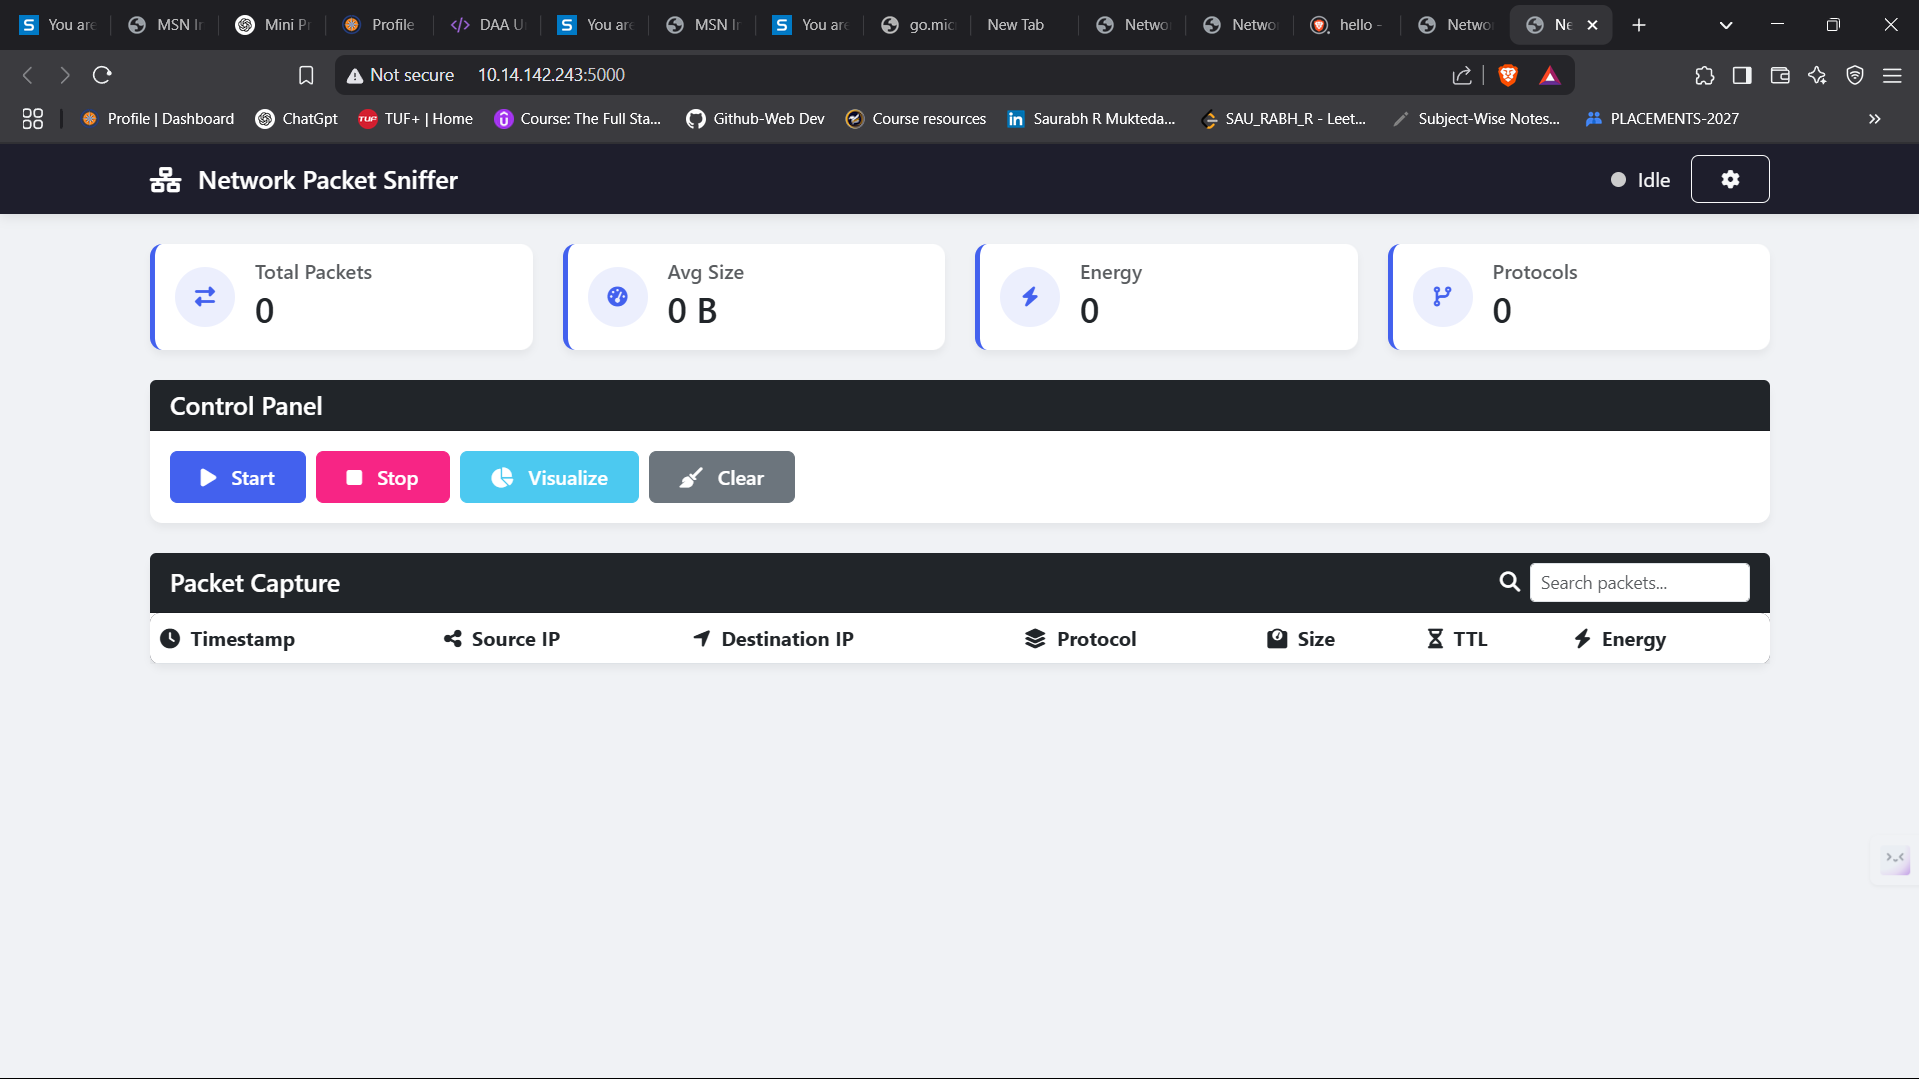 You are MSN In Mini Pr Profile DAA U You are MSN In You are go.mic New Tab Netwo Netwo hello - Netwo Ne
Not secure 10.14.142.243:5000
Profile | Dashboard ChatGpt TUF+ | Home Course: The Full Sta... Github-Web Dev Course resources Saurabh R Mukteda... SAU_RABH_R - Leet... Subject-Wise Notes... PLACEMENTS-2027
Network Packet Sniffer Idle
Total Packets
0
Avg Size
0 B
Energy
0
Protocols
0
Control Panel
Start Stop Visualize Clear
Packet Capture Search packets...
Timestamp Source IP Destination IP Protocol Size TTL Energy